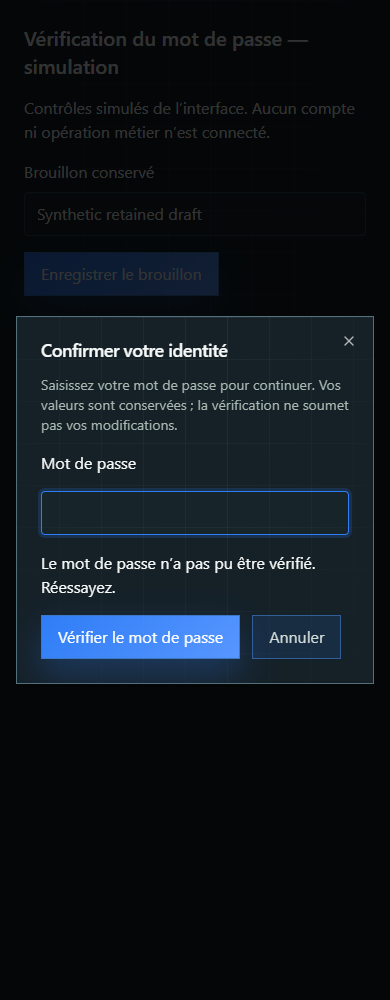 Vérification du mot de passe —
simulation
Contrôles simulés de l’interface. Aucun compte
ni opération métier n’est connecté.
Brouillon conservé
Synthetic retained draft
Enregistrer le brouillon
Confirmer votre identité
×
Saisissez votre mot de passe pour continuer. Vos
valeurs sont conservées ; la vérification ne soumet
pas vos modifications.
Mot de passe
Le mot de passe n’a pas pu être vérifié.
Réessayez.
Vérifier le mot de passe
Annuler